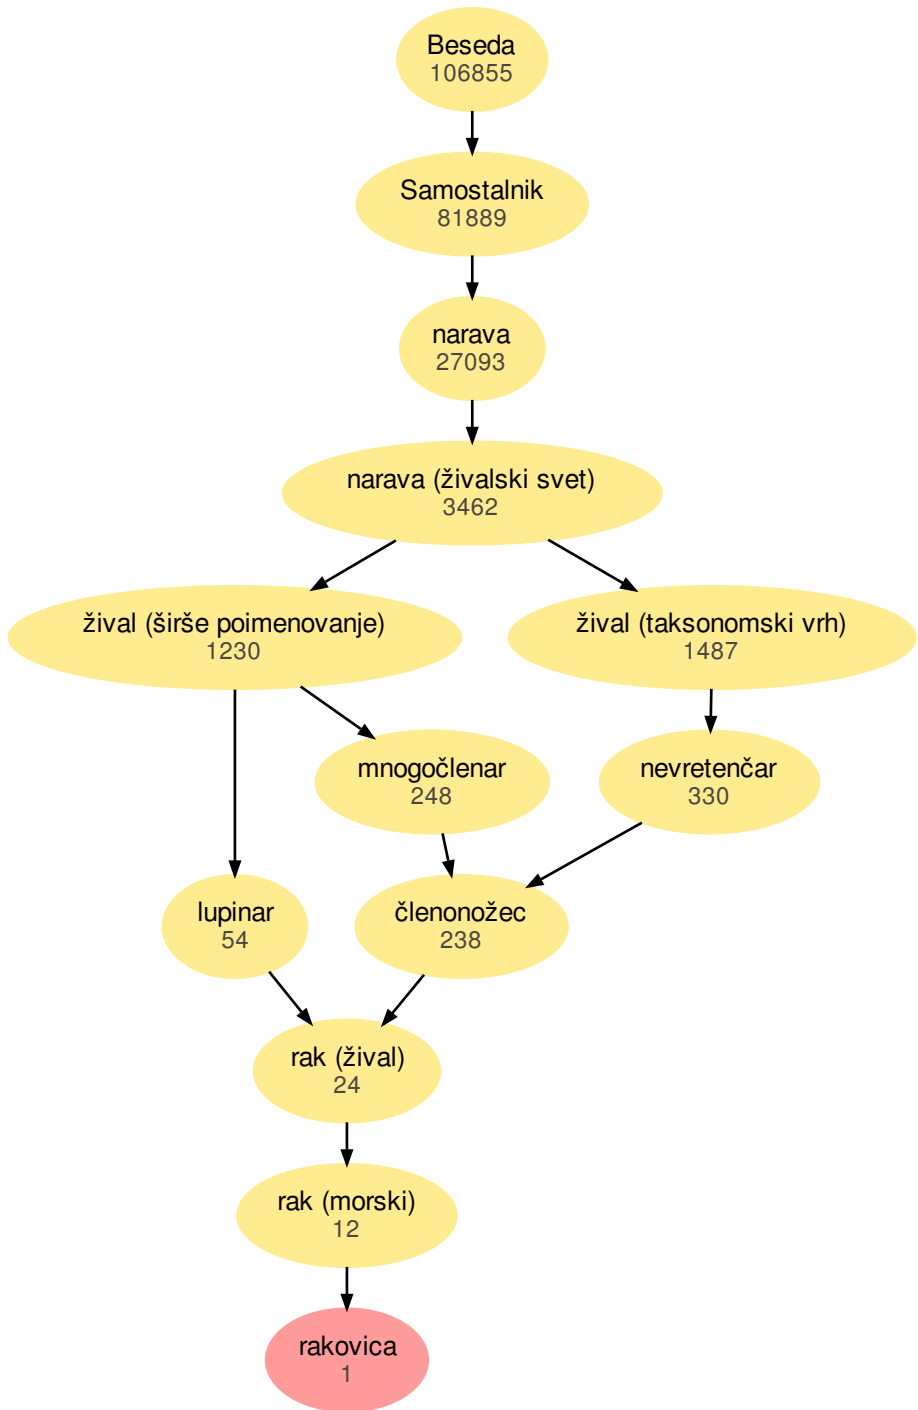 Beseda
106855
Samostalnik
81889
narava
27093
narava (živalski svet)
3462
žival (širše poimenovanje)
1230
žival (taksonomski vrh)
1487
mnogočlenar
248
nevretenčar
330
lupinar
54
členonožec
238
rak (žival)
24
rak (morski)
12
rakovica
1